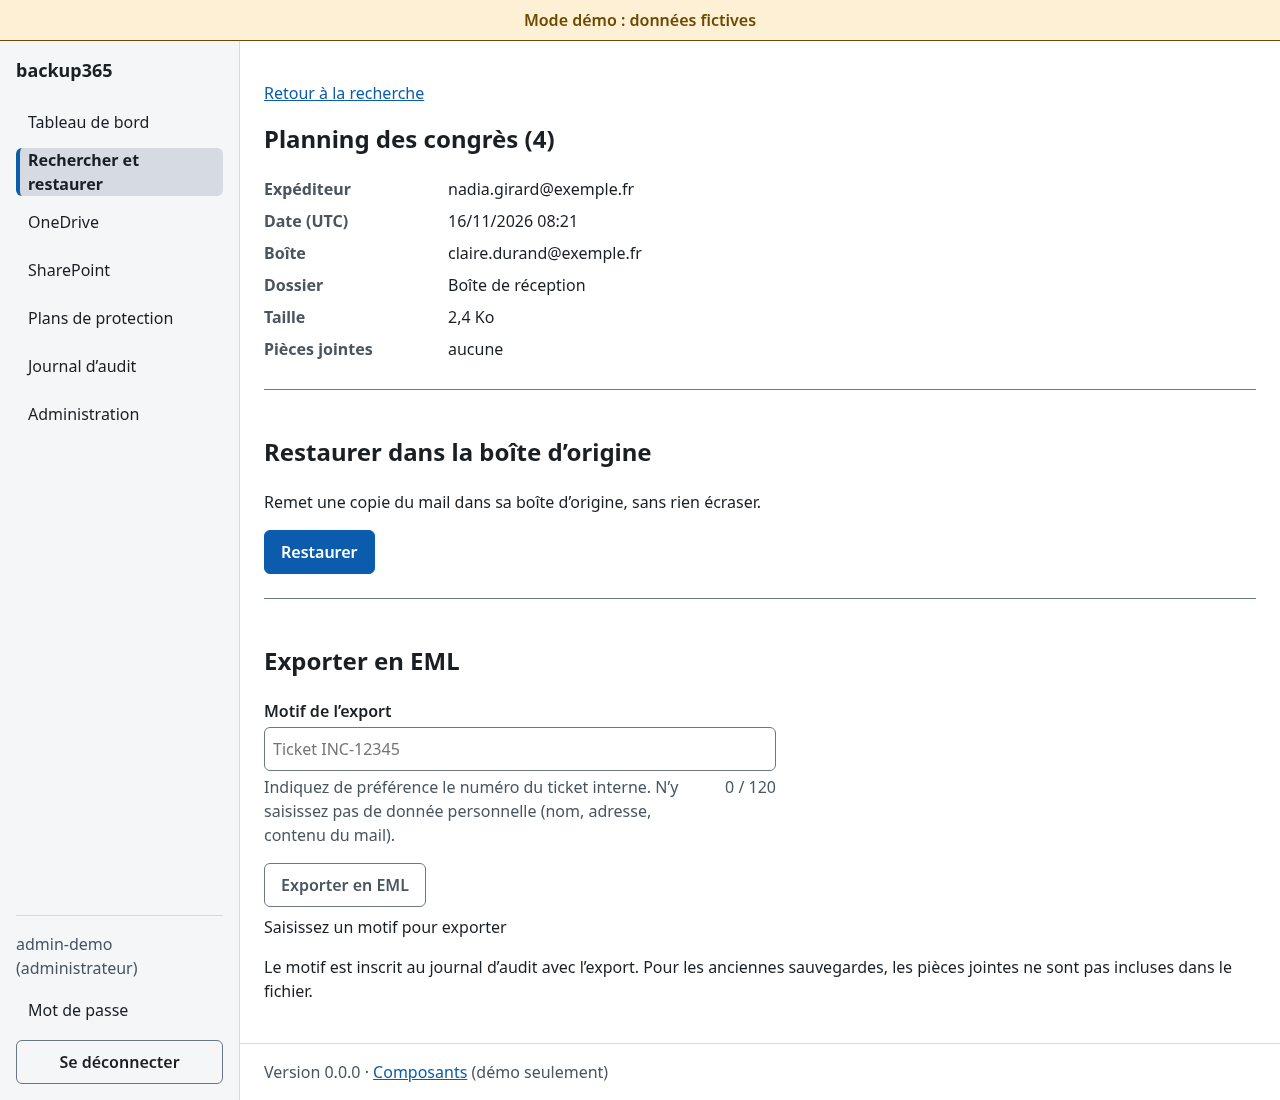 Mode démo : données fictives
backup365
Tableau de bord
Rechercher et
restaurer
OneDrive
SharePoint
Plans de protection
Journal d’audit
Administration
admin-demo
(administrateur)
Mot de passe
Se déconnecter
Retour à la recherche
Planning des congrès (4)
Expéditeur nadia.girard@exemple.fr
Date (UTC) 16/11/2026 08:21
Boîte claire.durand@exemple.fr
Dossier Boîte de réception
Taille 2,4 Ko
Pièces jointes aucune
Restaurer dans la boîte d’origine
Remet une copie du mail dans sa boîte d’origine, sans rien écraser.
Restaurer
Exporter en EML
Motif de l’export
Ticket INC-12345
Indiquez de préférence le numéro du ticket interne. N’y 0 / 120
saisissez pas de donnée personnelle (nom, adresse,
contenu du mail).
Exporter en EML
Saisissez un motif pour exporter
Le motif est inscrit au journal d’audit avec l’export. Pour les anciennes sauvegardes, les pièces jointes ne sont pas incluses dans le
fichier.
Version 0.0.0 · Composants (démo seulement)